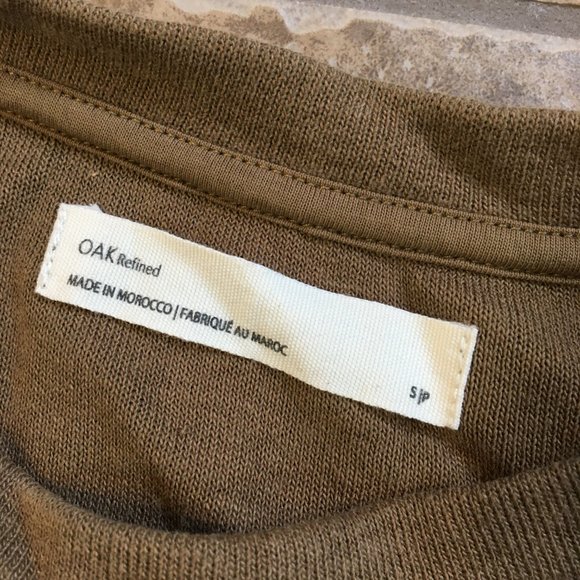 OAK Refined
MADE IN MOROCCO | FABRIQUÉ AU MAROC
S|P